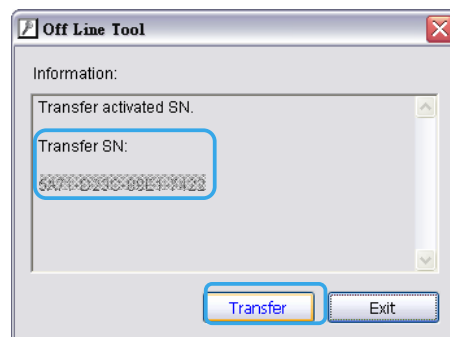 Off Line Tool
Information:
Transfer activated SN.
Transfer SN:
Transfer
Exit